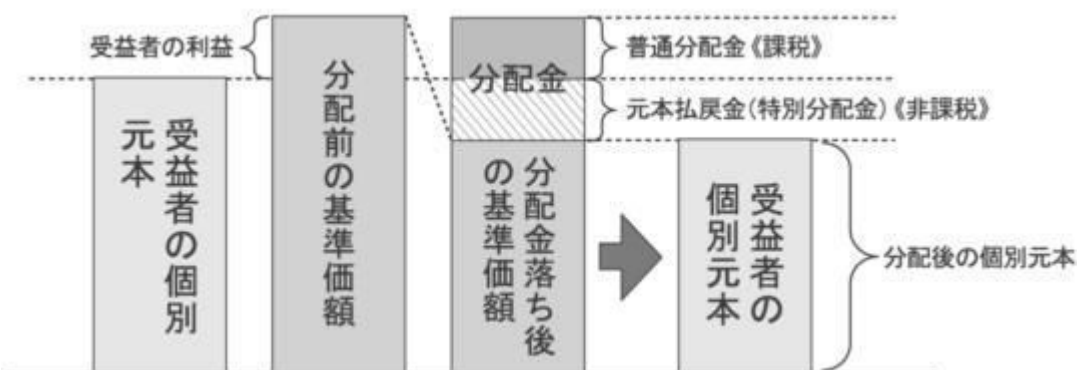 受益者の利益
受益者の個別
元本
分配前の基準価額
分配金
分配金落ち後
の基準価額
普通分配金《課税》
元本払戻金(特別分配金)《非課税》
受益者の
個別元本
分配後の個別元本